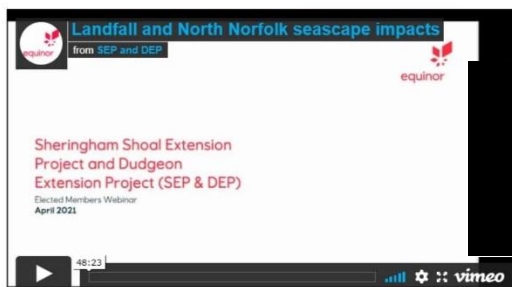 Landfall and North Norfolk seascape impacts
equinor
from SEP and DEP
equinor
Sheringham Shoal Extension
Project and Dudgeon
Extension Project (SEP & DEP)
Elected Members Webinar
April 2021
48:23
vimeo